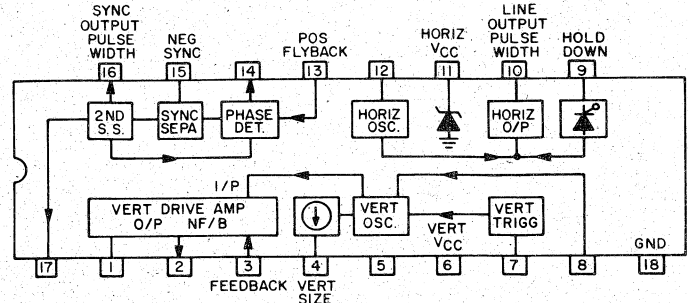 SYNC
OUTPUT
PULSE
WIDTH
NEG
SYNC
POS
FLYBACK
HORIZ
VCC
LINE
OUTPUT
PULSE
WIDTH
HOLD
DOWN
16 15 14 13 12 11 10 9
2ND
S.S.
SYNC
SEPA
PHASE
DET.
HORIZ
OSC.
HORIZ
O/P
I/P
VERT DRIVE AMP
O/P NF/B
VERT
OSC.
VERT
VCC
VERT
TRIGG
GND
17 1 2 3 4 5 6 7 8 18
FEEDBACK
VERT
SIZE